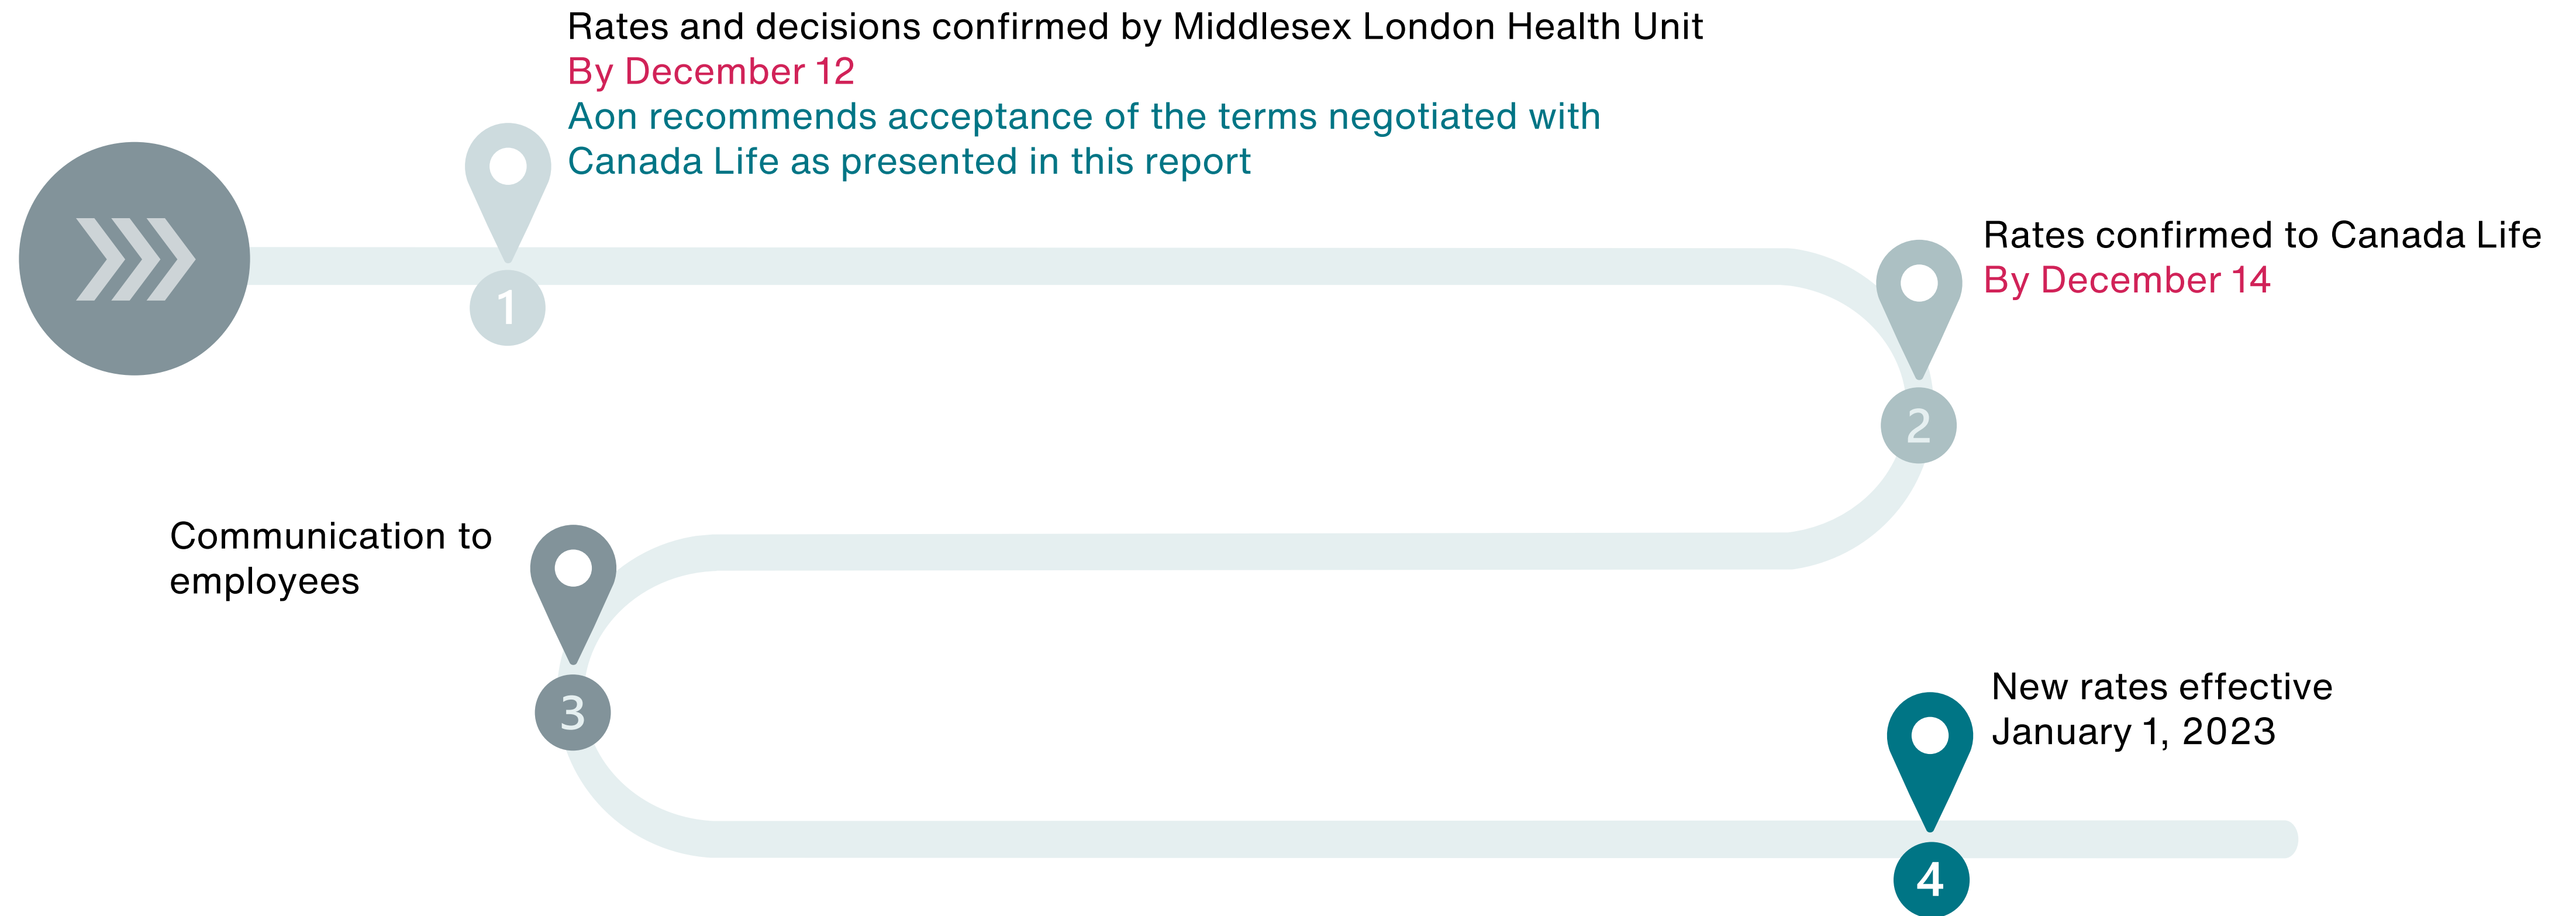 Rates and decisions confirmed by Middlesex London Health Unit
By December 12
Aon recommends acceptance of the terms negotiated with
Canada Life as presented in this report
1
Rates confirmed to Canada Life
By December 14
2
Communication to
employees
3
New rates effective
January 1, 2023
4